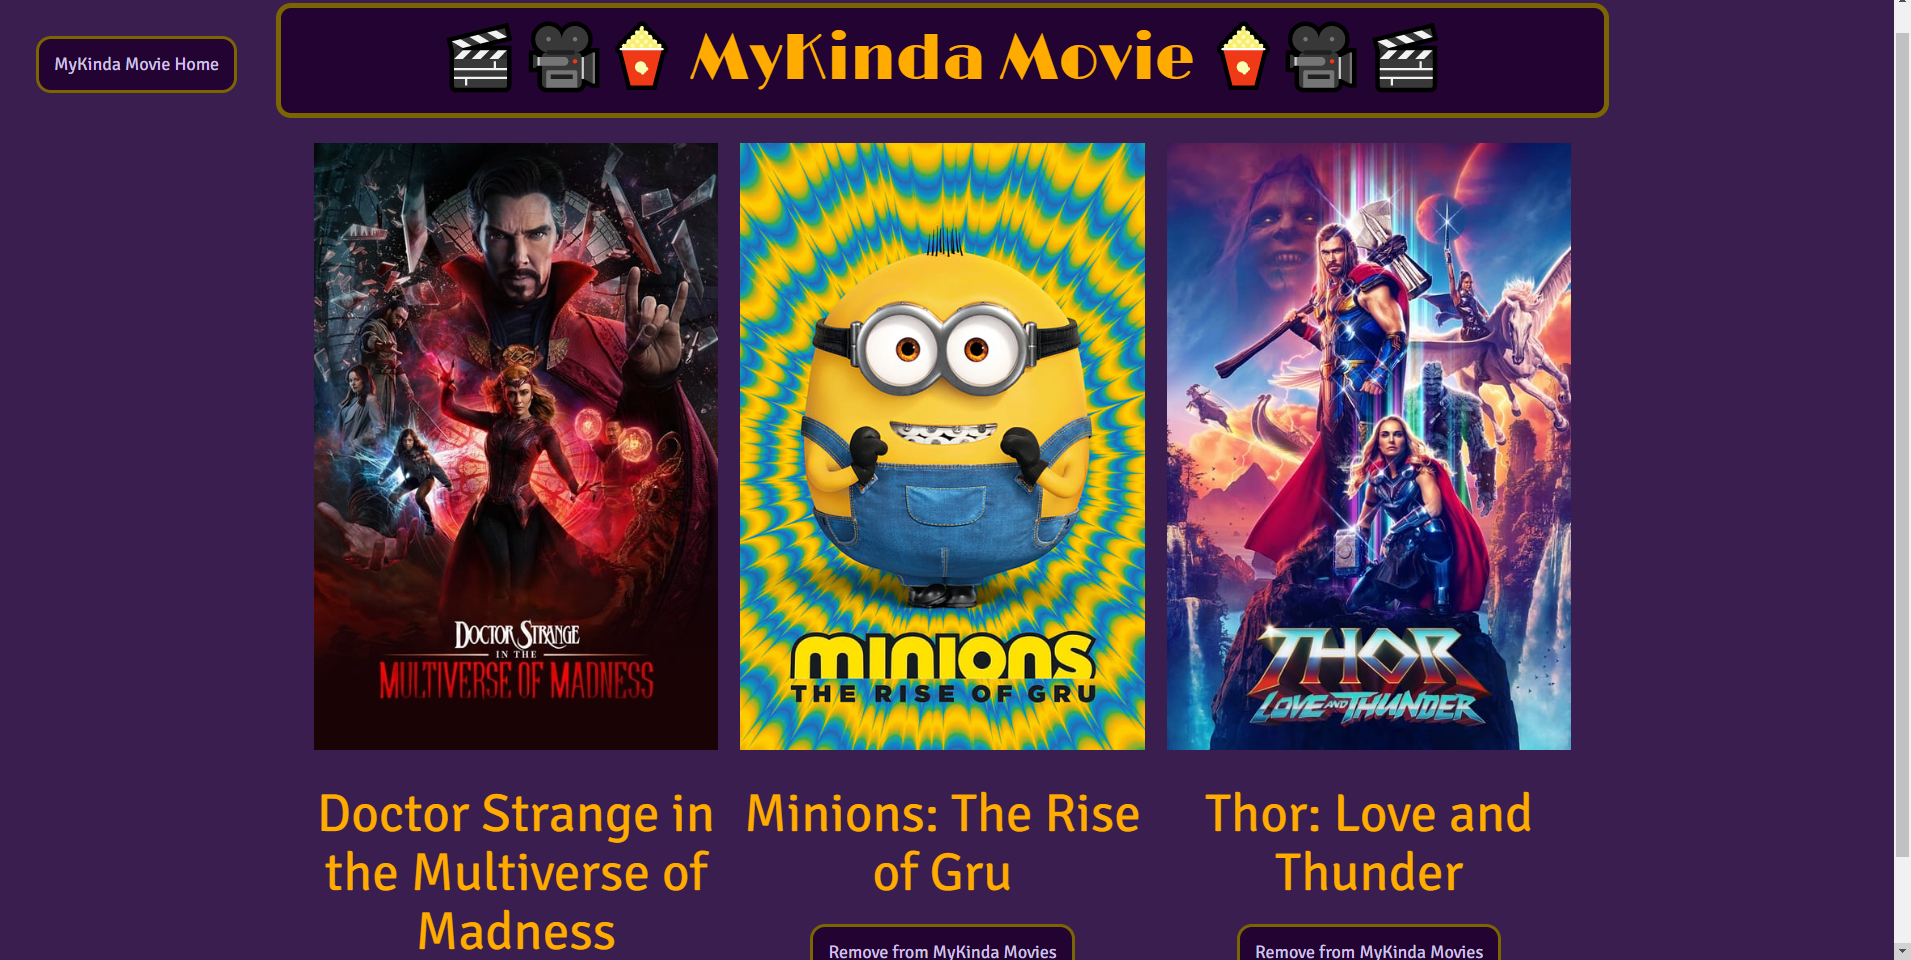 MyKinda Movie Home
MyKinda Movie
DOCTOR STRANGE
IN THE
MULTIVERSE OF MADNESS
minions
THE RISE OF GRU
THOR
LOVE AND THUNDER
Doctor Strange in
the Multiverse of
Madness
Minions: The Rise
of Gru
Thor: Love and
Thunder
Remove from MyKinda Movies
Remove from MyKinda Movies